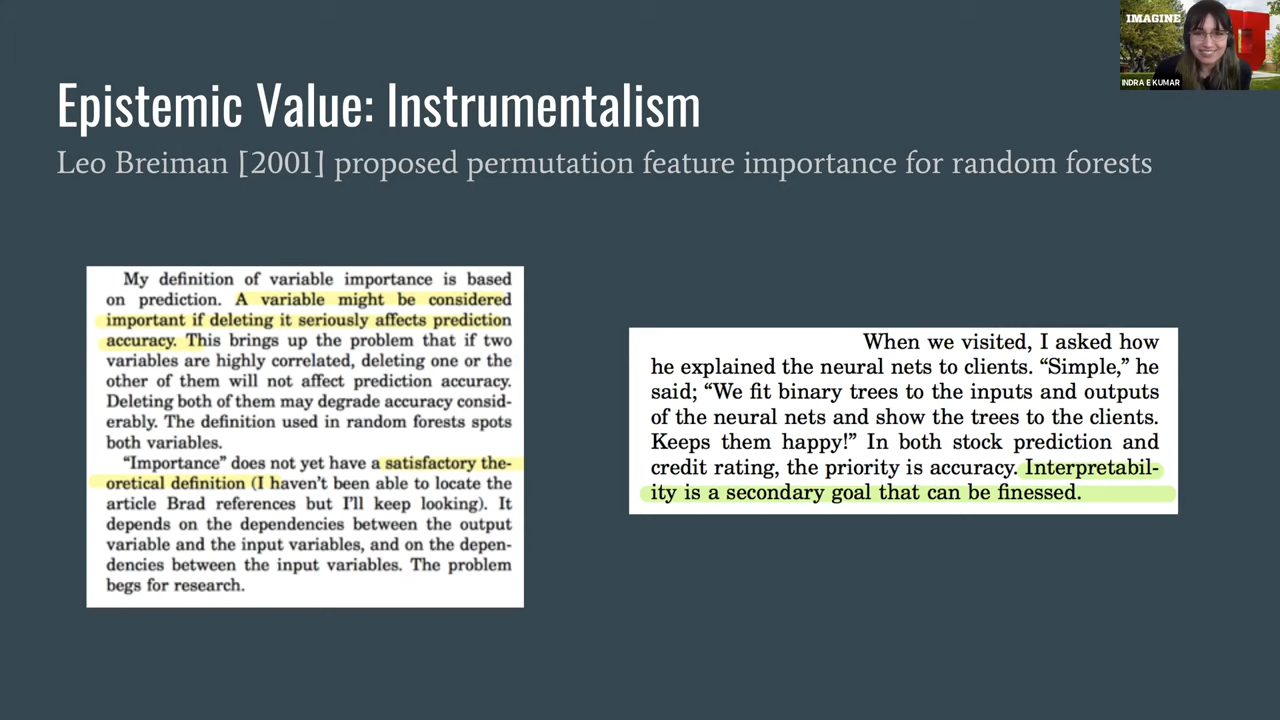 IMAGINE
INDRA E KUMAR
Epistemic Value: Instrumentalism
Leo Breiman [2001] proposed permutation feature importance for random forests
My definition of variable importance is based
on prediction. A variable might be considered
important if deleting it seriously affects prediction
accuracy. This brings up the problem that if two
variables are highly correlated, deleting one or the
other of them will not affect prediction accuracy.
Deleting both of them may degrade accuracy consid-
erably. The definition used in random forests spots
both variables.
“Importance” does not yet have a satisfactory the-
oretical definition (I haven’t been able to locate the
article Brad references but I’ll keep looking). It
depends on the dependencies between the output
variable and the input variables, and on the depen-
dencies between the input variables. The problem
begs for research.
When we visited, I asked how
he explained the neural nets to clients. “Simple,” he
said; “We fit binary trees to the inputs and outputs
of the neural nets and show the trees to the clients.
Keeps them happy!” In both stock prediction and
credit rating, the priority is accuracy. Interpretabil-
ity is a secondary goal that can be finessed.